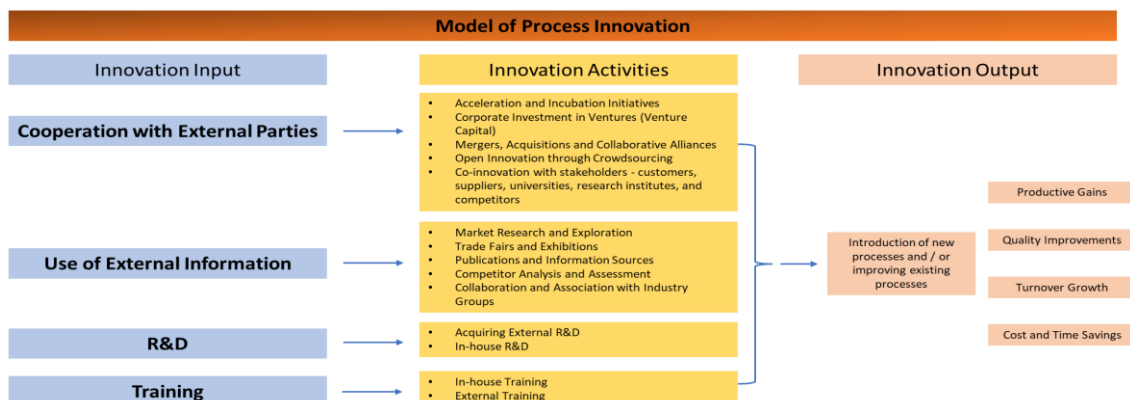 Model of Process Innovation
Innovation Input
Innovation Activities
Innovation Output
Cooperation with External Parties
• Acceleration and Incubation Initiatives
• Corporate Investment in Ventures (Venture
Capital)
• Mergers, Acquisitions and Collaborative Alliances
• Open Innovation through Crowdsourcing
• Co-innovation with stakeholders - customers,
suppliers, universities, research institutes, and
competitors
Use of External Information
• Market Research and Exploration
• Trade Fairs and Exhibitions
• Publications and Information Sources
• Competitor Analysis and Assessment
• Collaboration and Association with Industry
Groups
R&D
• Acquiring External R&D
• In-house R&D
Training
• In-house Training
• External Training
Introduction of new
processes and / or
improving existing
processes
Productive Gains
Quality Improvements
Turnover Growth
Cost and Time Savings